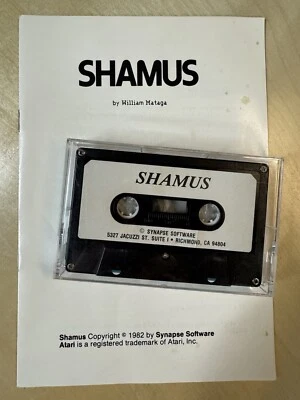 SHAMUS
by William Mataga
SHAMUS
© SYNAPSE SOFTWARE
5327 JACUZZI ST. SUITE I • RICHMOND, CA 94804
Shamus Copyright © 1982 by Synapse Software
Atari is a registered trademark of Atari, Inc.